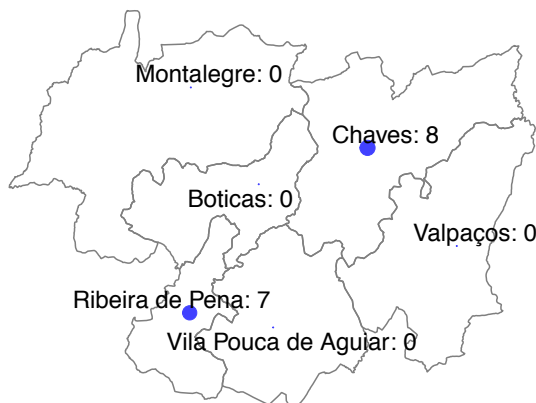 Montalegre: 0
Chaves: 8
Boticas: 0
Valpaços: 0
Ribeira de Pena: 7
Vila Pouca de Aguiar: 0